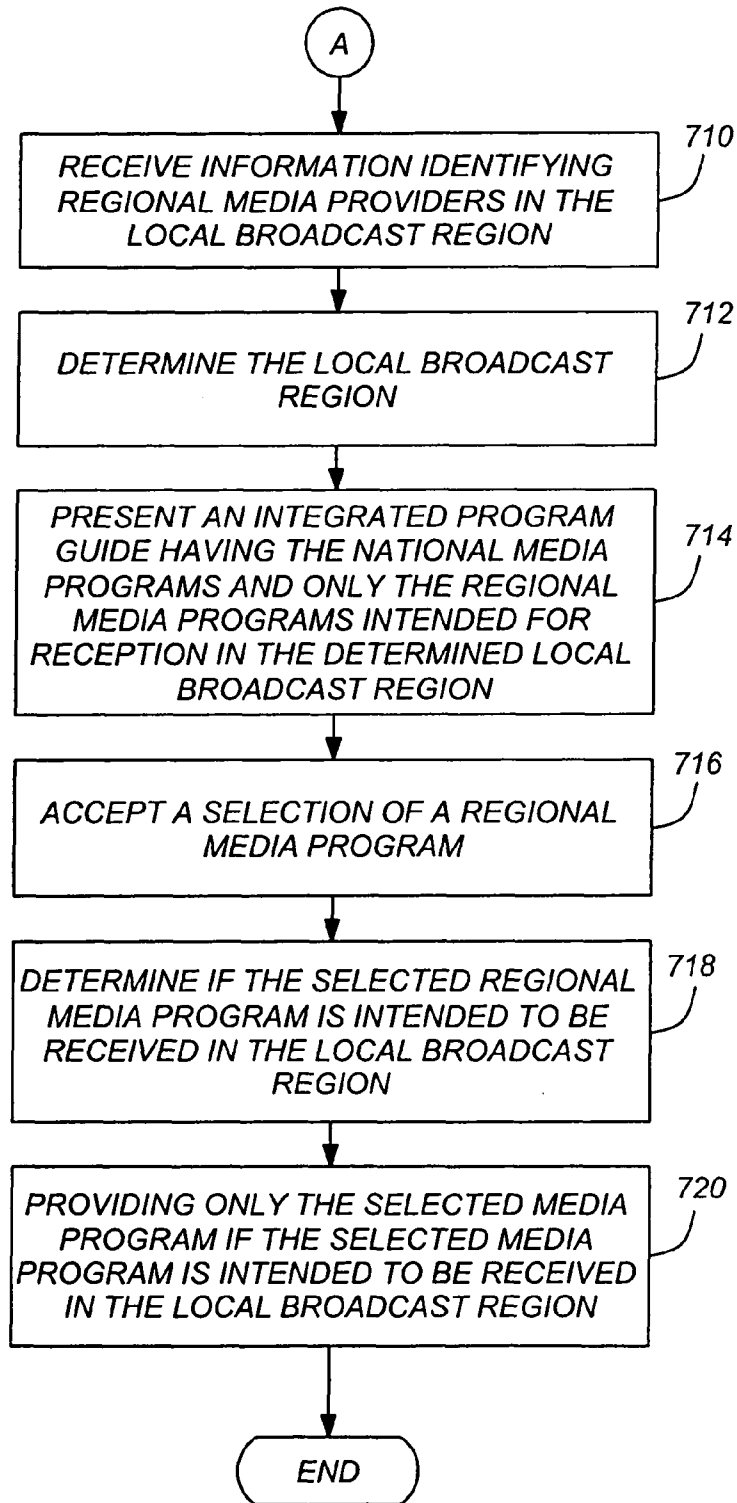 A
RECEIVE INFORMATION IDENTIFYING
REGIONAL MEDIA PROVIDERS IN THE
LOCAL BROADCAST REGION
710
DETERMINE THE LOCAL BROADCAST
REGION
712
PRESENT AN INTEGRATED PROGRAM
GUIDE HAVING THE NATIONAL MEDIA
PROGRAMS AND ONLY THE REGIONAL
MEDIA PROGRAMS INTENDED FOR
RECEPTION IN THE DETERMINED LOCAL
BROADCAST REGION
714
ACCEPT A SELECTION OF A REGIONAL
MEDIA PROGRAM
716
DETERMINE IF THE SELECTED REGIONAL
MEDIA PROGRAM IS INTENDED TO BE
RECEIVED IN THE LOCAL BROADCAST
REGION
718
PROVIDING ONLY THE SELECTED MEDIA
PROGRAM IF THE SELECTED MEDIA
PROGRAM IS INTENDED TO BE RECEIVED
IN THE LOCAL BROADCAST REGION
720
END